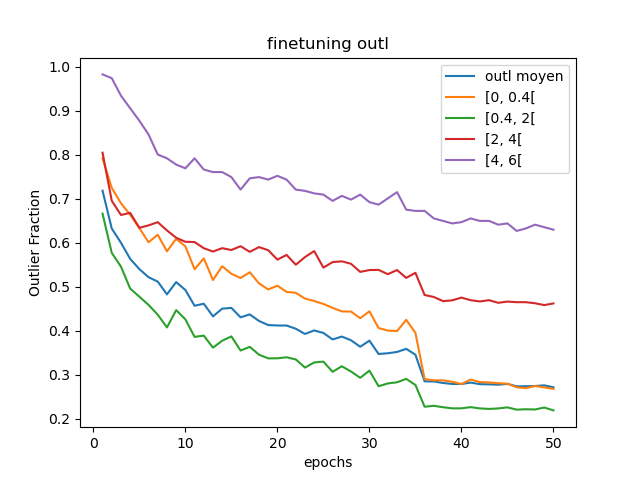 finetuning outl
1.0
0.9
0.8
0.7
0.6
0.5
0.4
0.3
0.2
Outlier Fraction
outl moyen
[0, 0.4[
[0.4, 2[
[2, 4[
[4, 6[
0 10 20 30 40 50
epochs